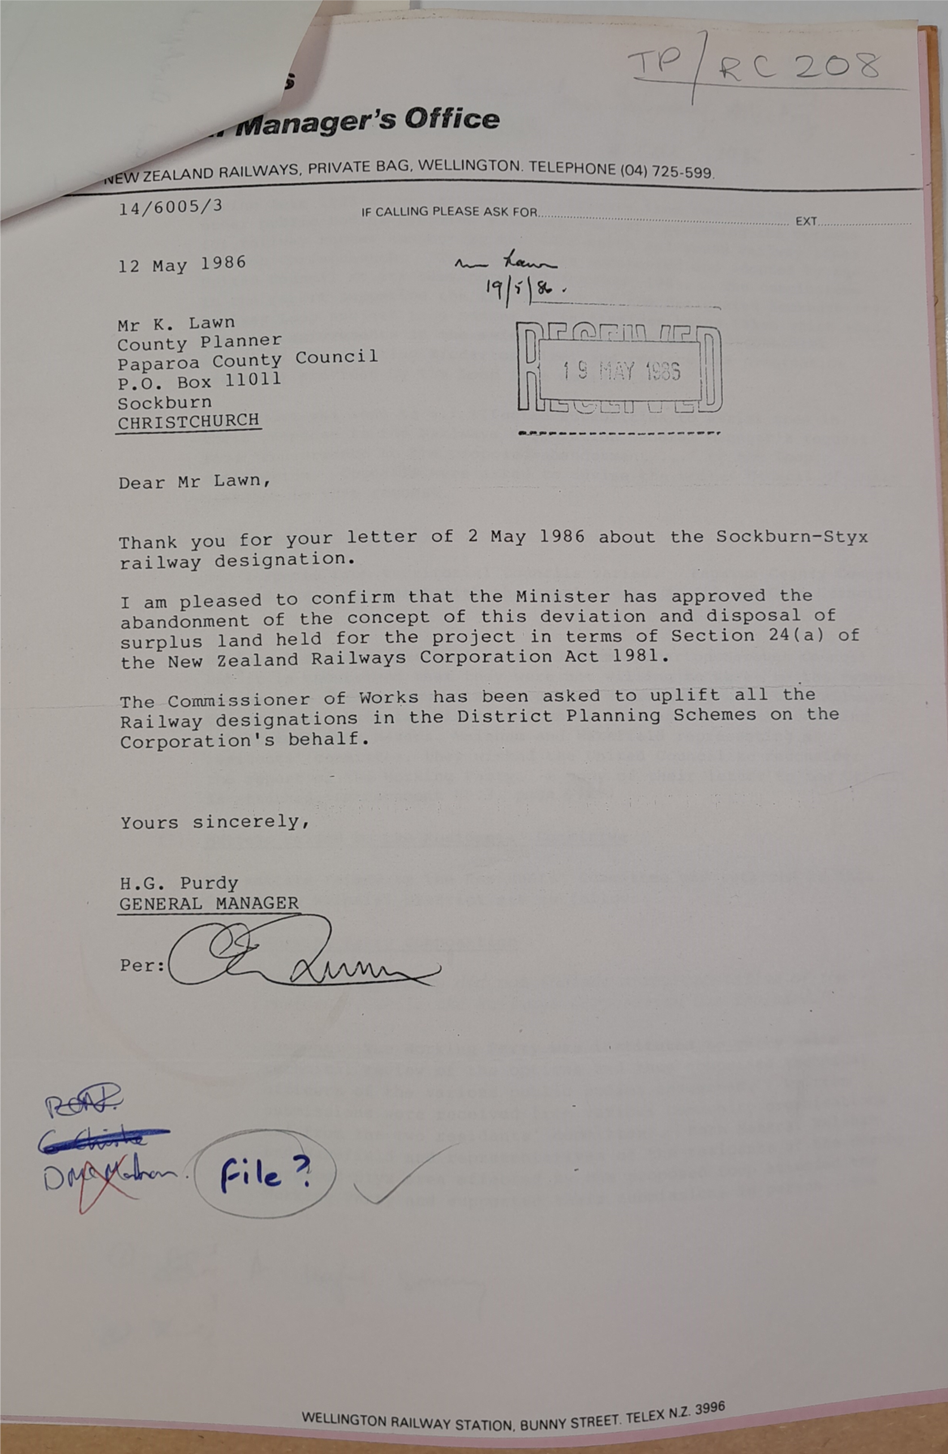 TP/RC 208
Manager's Office
NEW ZEALAND RAILWAYS, PRIVATE BAG, WELLINGTON. TELEPHONE (04) 725-599.
14/6005/3
IF CALLING PLEASE ASK FOR
EXT
12 May 1986
Mr Lawn
19/5/86.
Mr K. Lawn
County Planner
Paparoa County Council
P.O. Box 11011
Sockburn
CHRISTCHURCH
RECEIVED
19 MAY 1986
RECEIVED
Dear Mr Lawn,
Thank you for your letter of 2 May 1986 about the Sockburn-Styx
railway designation.
I am pleased to confirm that the Minister has approved the
abandonment of the concept of this deviation and disposal of
surplus land held for the project in terms of Section 24(a) of
the New Zealand Railways Corporation Act 1981.
The Commissioner of Works has been asked to uplift all the
Railway designations in the District Planning Schemes on the
Corporation's behalf.
Yours sincerely,
H.G. Purdy
GENERAL MANAGER
Per:
File?
WELLINGTON RAILWAY STATION, BUNNY STREET. TELEX N.Z. 3996